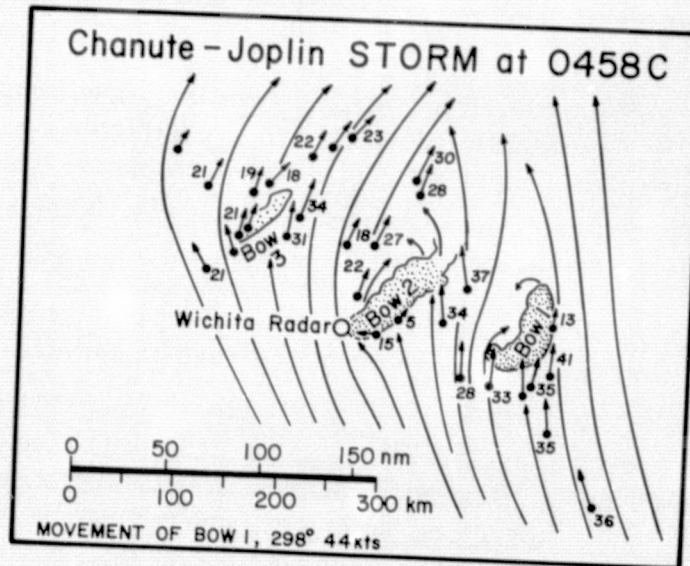 Chanute-Joplin STORM at 0458C
22 23
21 19 18
30
28
34
21
31
Bow 3
18 27
21
22
37
Bow 2
Wichita Radar
5
34
15
Bow 1
13
41
28 33 35
35
36
0 50 100 150 nm
0 100 200 300 km
MOVEMENT OF BOW 1, 298° 44kts